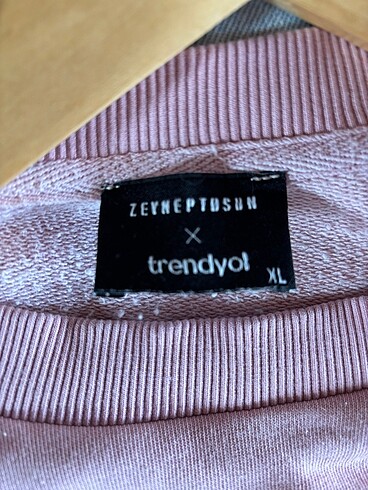 ZEYNEPTOSUN
X
trendyol
XL